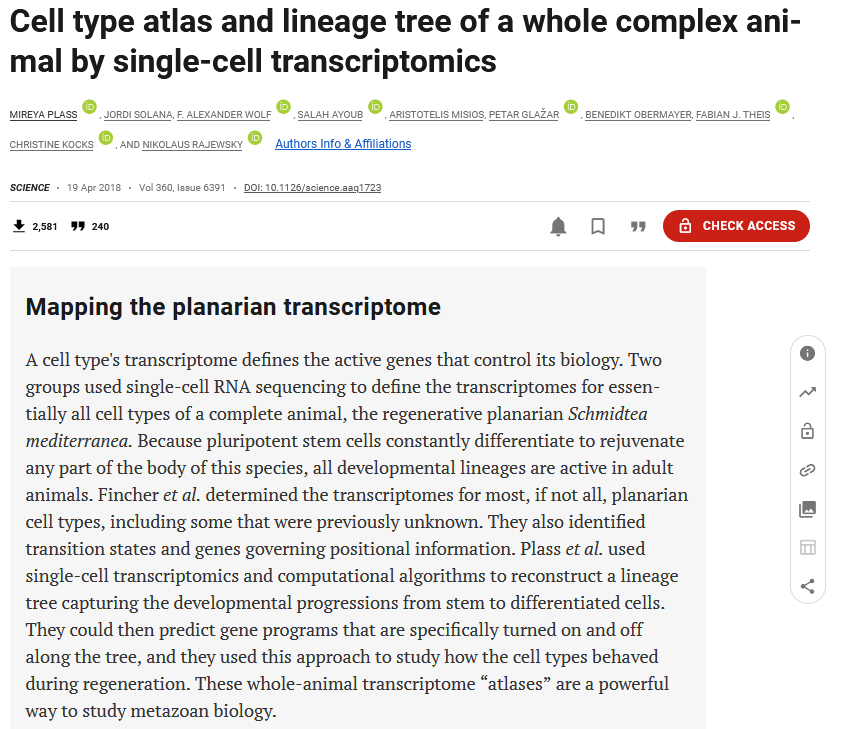 Cell type atlas and lineage tree of a whole complex ani-
mal by single-cell transcriptomics
MIREYA PLASS iD, JORDI SOLANA, F. ALEXANDER WOLF iD, SALAH AYOUB iD, ARISTOTELIS MISIOS, PETAR GLAŽAR iD, BENEDIKT OBERMAYER, FABIAN J. THEIS iD,
CHRISTINE KOCKS iD, AND NIKOLAUS RAJEWSKY iD Authors Info & Affiliations
SCIENCE • 19 Apr 2018 • Vol 360, Issue 6391 • DOI: 10.1126/science.aaq1723
2,581 240 CHECK ACCESS
Mapping the planarian transcriptome
A cell type's transcriptome defines the active genes that control its biology. Two
groups used single-cell RNA sequencing to define the transcriptomes for essen-
tially all cell types of a complete animal, the regenerative planarian Schmidtea
mediterranea. Because pluripotent stem cells constantly differentiate to rejuvenate
any part of the body of this species, all developmental lineages are active in adult
animals. Fincher et al. determined the transcriptomes for most, if not all, planarian
cell types, including some that were previously unknown. They also identified
transition states and genes governing positional information. Plass et al. used
single-cell transcriptomics and computational algorithms to reconstruct a lineage
tree capturing the developmental progressions from stem to differentiated cells.
They could then predict gene programs that are specifically turned on and off
along the tree, and they used this approach to study how the cell types behaved
during regeneration. These whole-animal transcriptome “atlases” are a powerful
way to study metazoan biology.